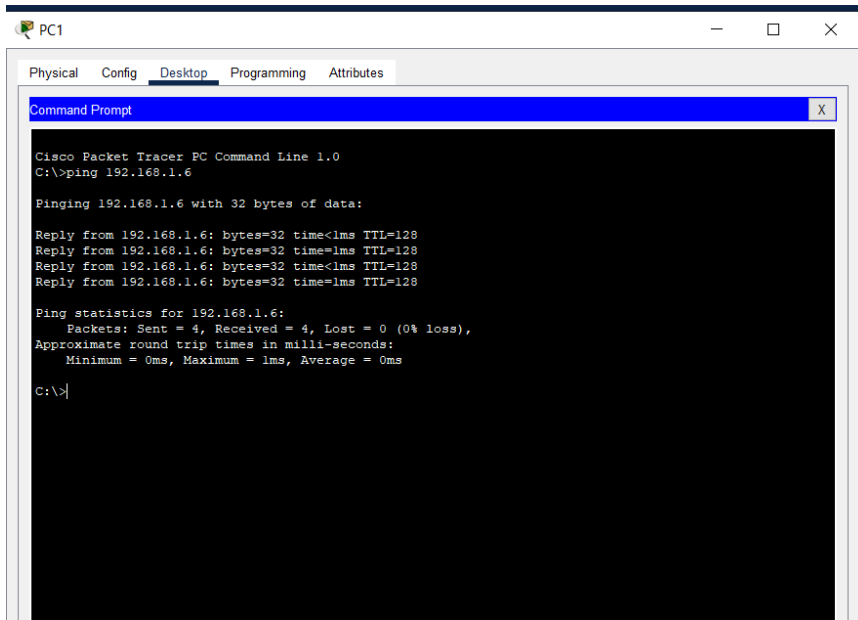 PC1
Physical Config Desktop Programming Attributes
Command Prompt X
Cisco Packet Tracer PC Command Line 1.0
C:\>ping 192.168.1.6
Pinging 192.168.1.6 with 32 bytes of data:
Reply from 192.168.1.6: bytes=32 time<1ms TTL=128
Reply from 192.168.1.6: bytes=32 time=1ms TTL=128
Reply from 192.168.1.6: bytes=32 time<1ms TTL=128
Reply from 192.168.1.6: bytes=32 time=1ms TTL=128
Ping statistics for 192.168.1.6:
Packets: Sent = 4, Received = 4, Lost = 0 (0% loss),
Approximate round trip times in milli-seconds:
Minimum = 0ms, Maximum = 1ms, Average = 0ms
C:\>